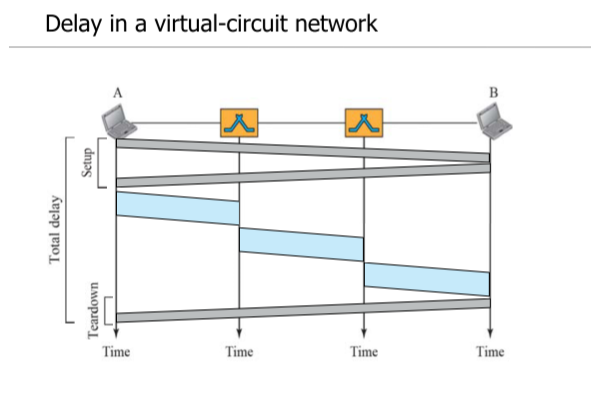 Delay in a virtual-circuit network
A
B
Setup
Total delay
Teardown
Time
Time
Time
Time